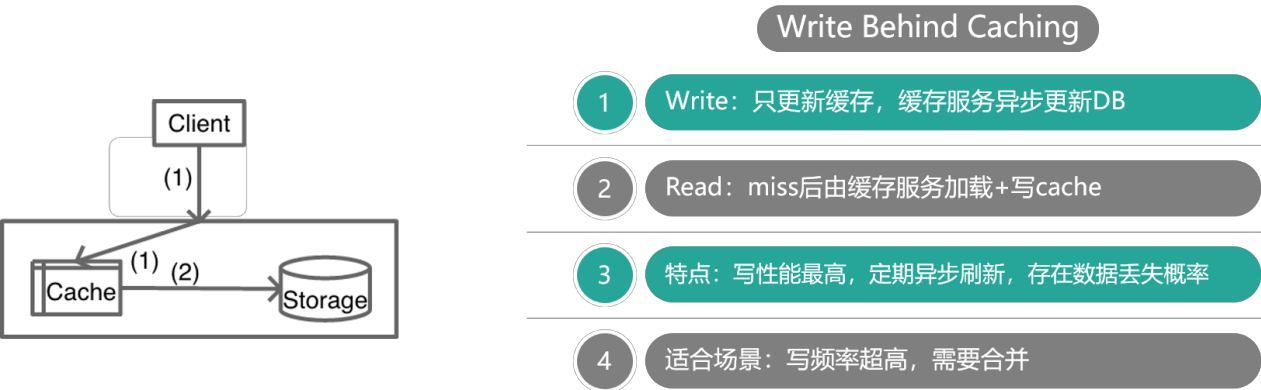 Write Behind Caching
Client
(1)
(1)
(2)
Cache
Storage
1
Write：只更新缓存，缓存服务异步更新DB
2
Read：miss后由缓存服务加载+写cache
3
特点：写性能最高，定期异步刷新，存在数据丢失概率
4
适合场景：写频率超高，需要合并